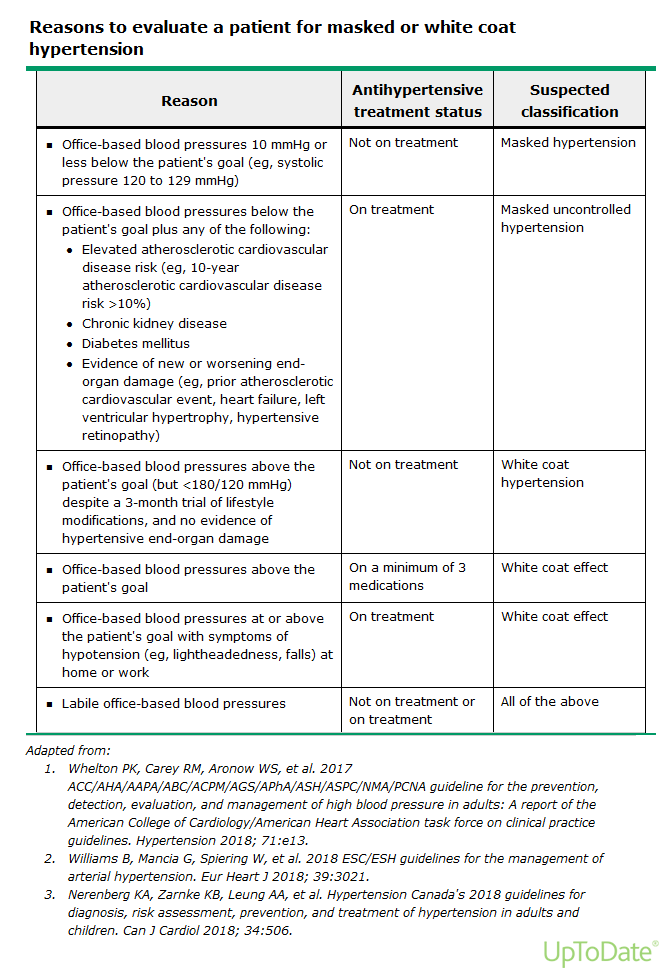 Reasons to evaluate a patient for masked or white coat
hypertension
Reason
Antihypertensive
treatment status
Suspected
classification
▪ Office-based blood pressures 10 mmHg or
less below the patient's goal (eg, systolic
pressure 120 to 129 mmHg)
Not on treatment
Masked hypertension
▪ Office-based blood pressures below the
patient's goal plus any of the following:
• Elevated atherosclerotic cardiovascular
disease risk (eg, 10-year
atherosclerotic cardiovascular disease
risk >10%)
• Chronic kidney disease
• Diabetes mellitus
• Evidence of new or worsening end-
organ damage (eg, prior atherosclerotic
cardiovascular event, heart failure, left
ventricular hypertrophy, hypertensive
retinopathy)
On treatment
Masked uncontrolled
hypertension
▪ Office-based blood pressures above the
patient's goal (but <180/120 mmHg)
despite a 3-month trial of lifestyle
modifications, and no evidence of
hypertensive end-organ damage
Not on treatment
White coat
hypertension
▪ Office-based blood pressures above the
patient's goal
On a minimum of 3
medications
White coat effect
▪ Office-based blood pressures at or above
the patient's goal with symptoms of
hypotension (eg, lightheadedness, falls) at
home or work
On treatment
White coat effect
▪ Labile office-based blood pressures
Not on treatment or
on treatment
All of the above
Adapted from:
1. Whelton PK, Carey RM, Aronow WS, et al. 2017
ACC/AHA/AAPA/ABC/ACPM/AGS/APhA/ASH/ASPC/NMA/PCNA guideline for the prevention,
detection, evaluation, and management of high blood pressure in adults: A report of the
American College of Cardiology/American Heart Association task force on clinical practice
guidelines. Hypertension 2018; 71:e13.
2. Williams B, Mancia G, Spiering W, et al. 2018 ESC/ESH guidelines for the management of
arterial hypertension. Eur Heart J 2018; 39:3021.
3. Nerenberg KA, Zarnke KB, Leung AA, et al. Hypertension Canada's 2018 guidelines for
diagnosis, risk assessment, prevention, and treatment of hypertension in adults and
children. Can J Cardiol 2018; 34:506.
UpToDate®